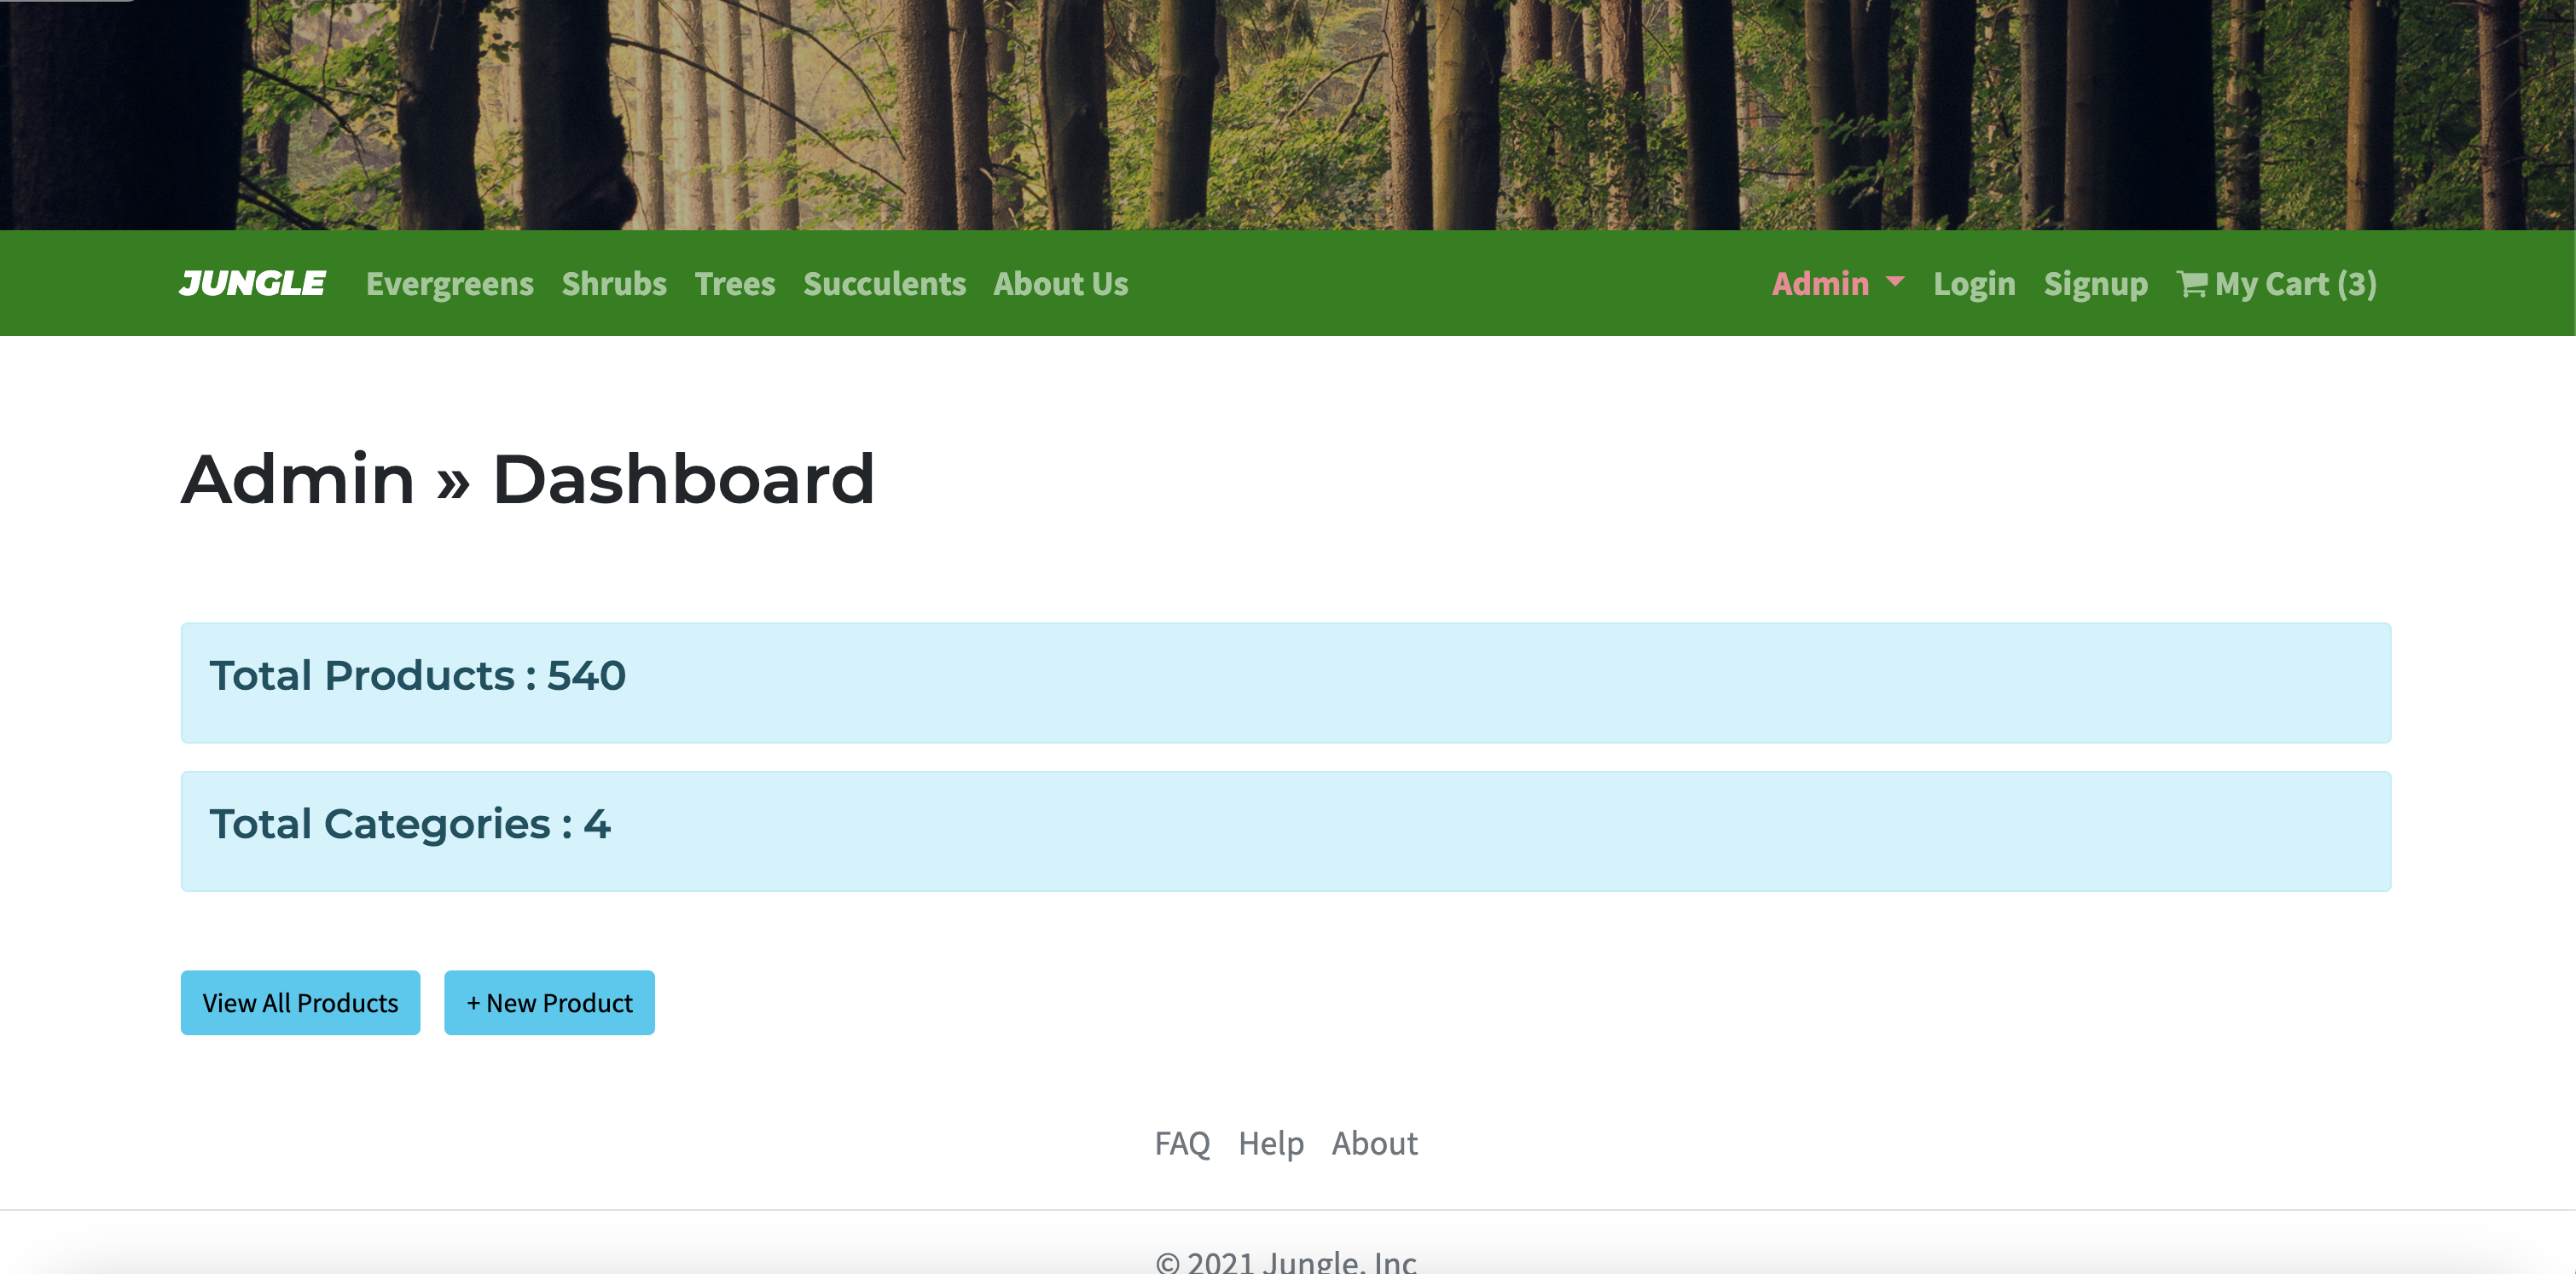 JUNGLE Evergreens Shrubs Trees Succulents About Us Admin Login Signup My Cart (3)
Admin » Dashboard
Total Products : 540
Total Categories : 4
View All Products + New Product
FAQ Help About
© 2021 Jungle, Inc